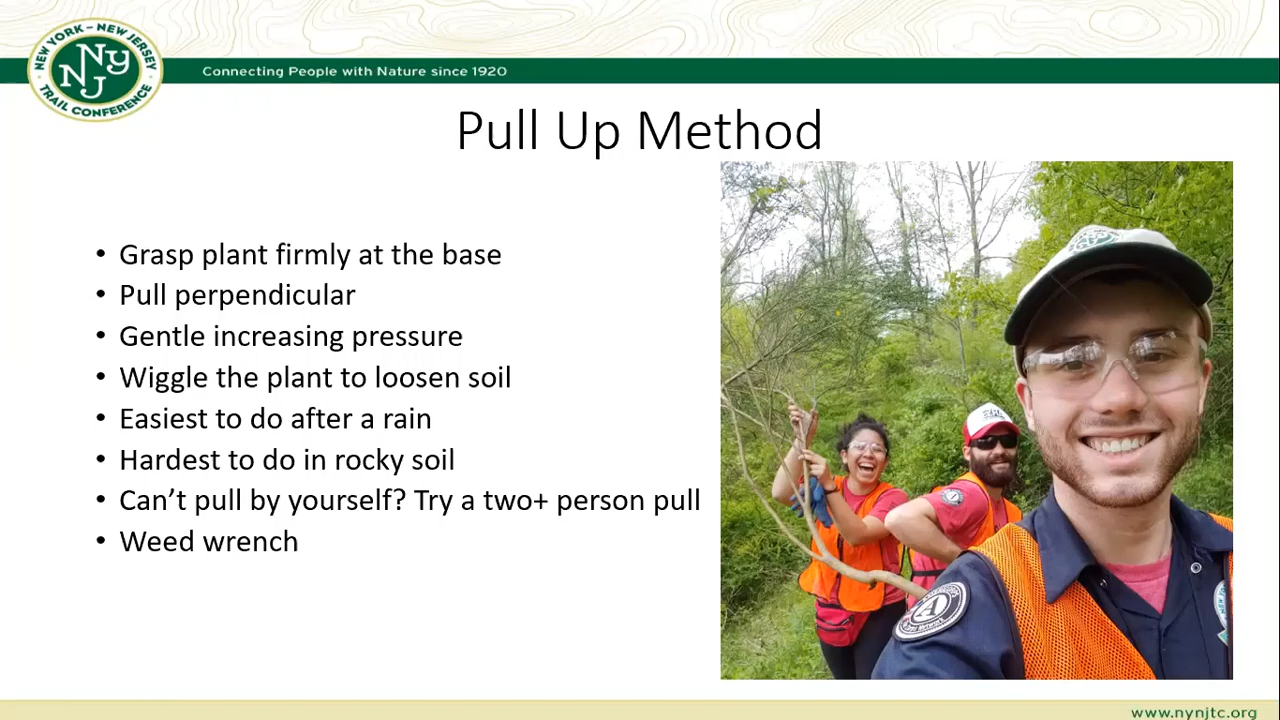 NEW YORK – NEW JERSEY
NY
NJ
TRAIL CONFERENCE
Connecting People with Nature since 1920
Pull Up Method
• Grasp plant firmly at the base
• Pull perpendicular
• Gentle increasing pressure
• Wiggle the plant to loosen soil
• Easiest to do after a rain
• Hardest to do in rocky soil
• Can’t pull by yourself? Try a two+ person pull
• Weed wrench
www.nynjtc.org